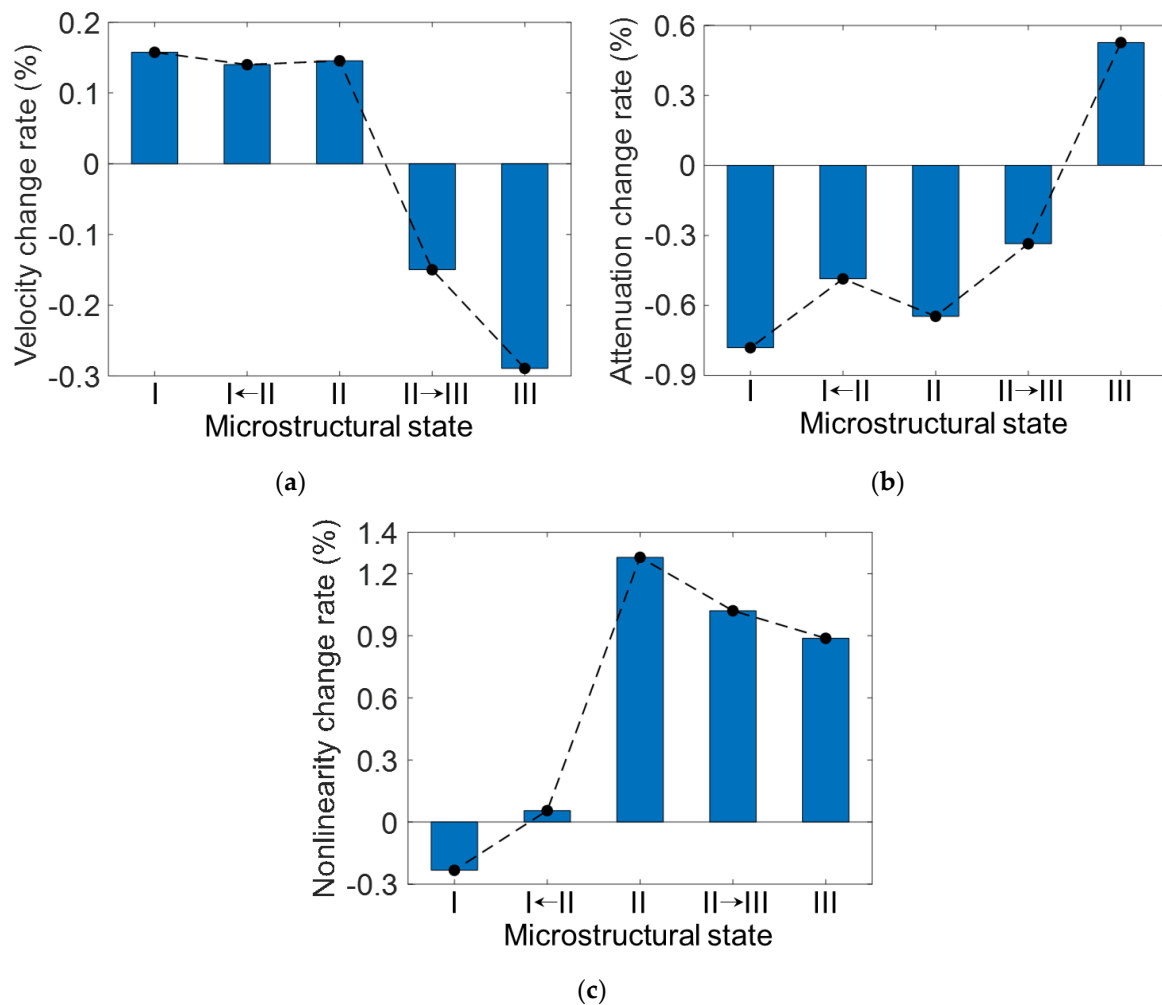 0.2
0.1
0
-0.1
-0.2
-0.3
Velocity change rate (%)
I I←II II II→III III
Microstructural state
(a)
0.6
0.3
0
-0.3
-0.6
-0.9
Attenuation change rate (%)
I I←II II II→III III
Microstructural state
(b)
1.4
1.2
0.9
0.6
0.3
0
-0.3
Nonlinearity change rate (%)
I I←II II II→III III
Microstructural state
(c)